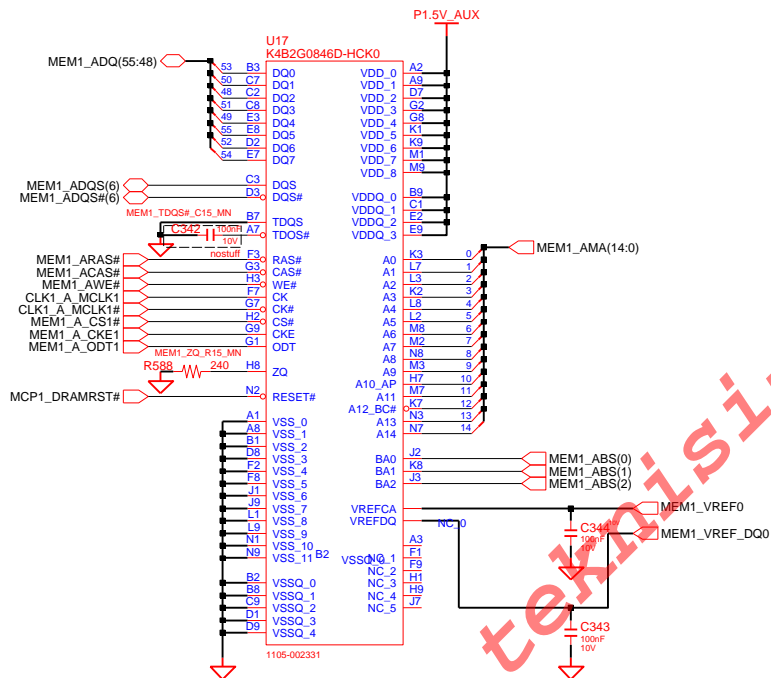 P1.5V_AUX
U17
K4B2G0846D-HCK0
MEM1_ADQ(55:48)
53 B3 DQ0 VDD_0 A2
50 C7 DQ1 VDD_1 A9
48 C2 DQ2 VDD_2 D7
51 C8 DQ3 VDD_3 G2
49 E3 DQ4 VDD_4 G8
55 E8 DQ5 VDD_5 K1
52 D2 DQ6 VDD_6 K9
54 E7 DQ7 VDD_7 M1
VDD_8 M9
MEM1_ADQS(6) C3 DQS
MEM1_ADQS#(6) D3 DQS#
VDDQ_0 B9
VDDQ_1 C1
VDDQ_2 E2
VDDQ_3 E9
MEM1_TDQS#_C15_MN
B7 TDQS
C342 100nF A7 TDOS#
10V
nostuff
MEM1_ARAS# F3 RAS#
MEM1_ACAS# G3 CAS#
MEM1_AWE# H3 WE#
CLK1_A_MCLK1 F7 CK
CLK1_A_MCLK1# G7 CK#
MEM1_A_CS1# H2 CS#
MEM1_A_CKE1 G9 CKE
MEM1_A_ODT1 G1 ODT
MEM1_AMA(14:0)
A0 K3 0
A1 L7 1
A2 L3 2
A3 K2 3
A4 L8 4
A5 L2 5
A6 M8 6
A7 M2 7
A8 N8 8
A9 M3 9
A10_AP H7 10
A11 M7 11
A12_BC# K7 12
A13 N3 13
A14 N7 14
MEM1_ZQ_R15_MN
R588 240 H8 ZQ
MCP1_DRAMRST# N2 RESET#
A1 VSS_0
A8 VSS_1
B1 VSS_2
D8 VSS_3
F2 VSS_4
F8 VSS_5
J1 VSS_6
J9 VSS_7
L1 VSS_8
L9 VSS_9
N1 VSS_10
N9 VSS_11 B2
BA0 J2 MEM1_ABS(0)
BA1 K8 MEM1_ABS(1)
BA2 J3 MEM1_ABS(2)
VREFCA MEM1_VREF0
VREFDQ NC_0 MEM1_VREF_DQ0
C344
100nF
10V
A3
VSSQ_0 NC_1 F1
NC_2 F9
NC_3 H1
NC_4 H9
NC_5 J7
B2 VSSQ_0
B8 VSSQ_1
C9 VSSQ_2
D1 VSSQ_3
D9 VSSQ_4
C343
100nF
10V
1105-002331